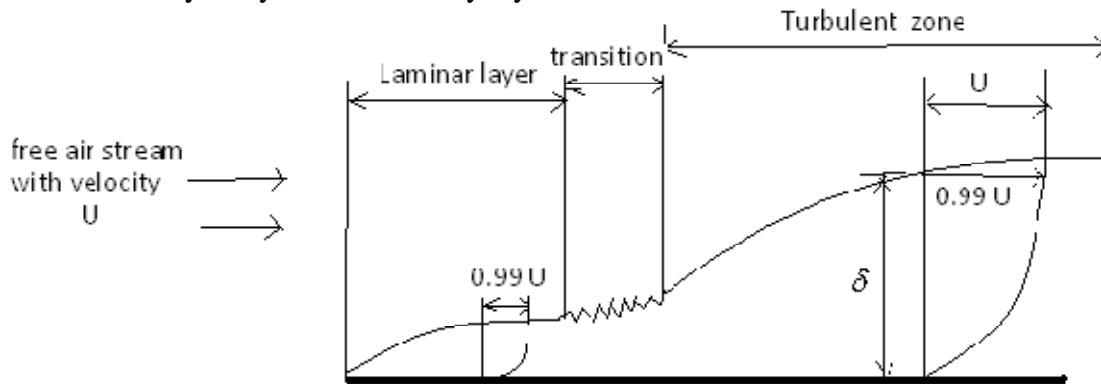 Turbulent zone
transition
Laminar layer
U
free air stream
with velocity
U
0.99 U
0.99 U
δ